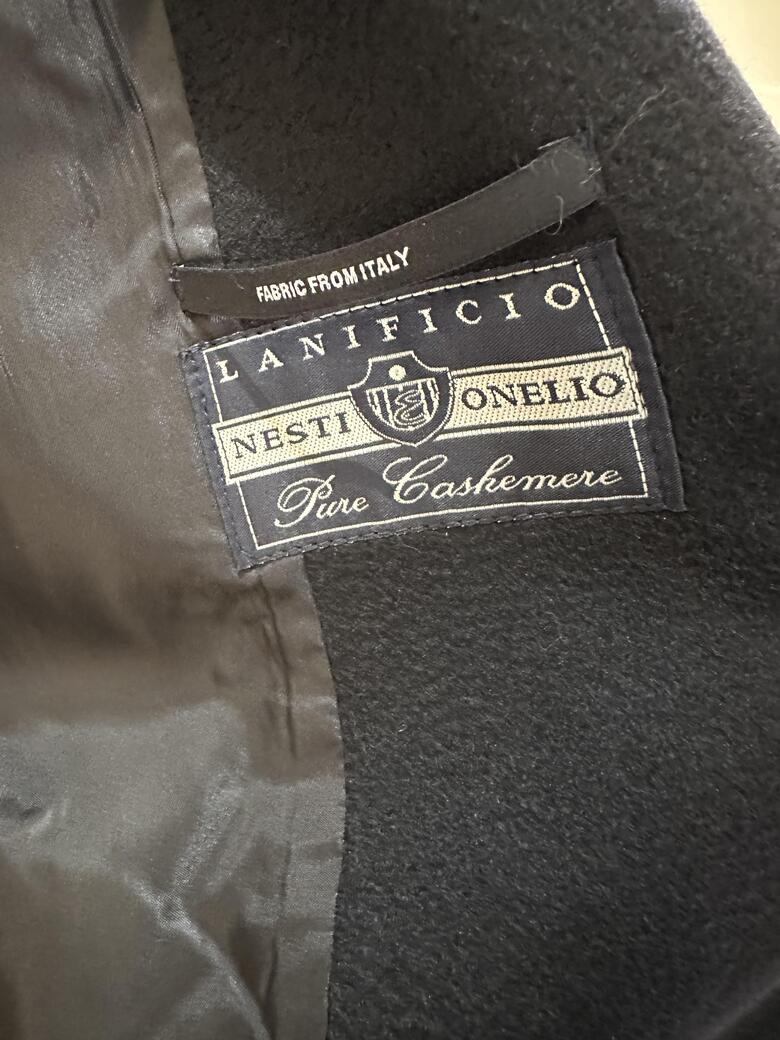 FABRIC FROM ITALY
LANIFICIO
NESTI ONELIO
Pure Cashemere